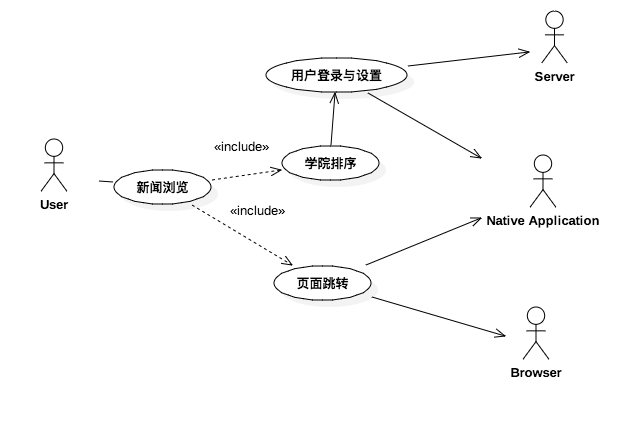 用户登录与设置
Server
«include»
学院排序
User
新闻浏览
Native Application
«include»
页面跳转
Browser